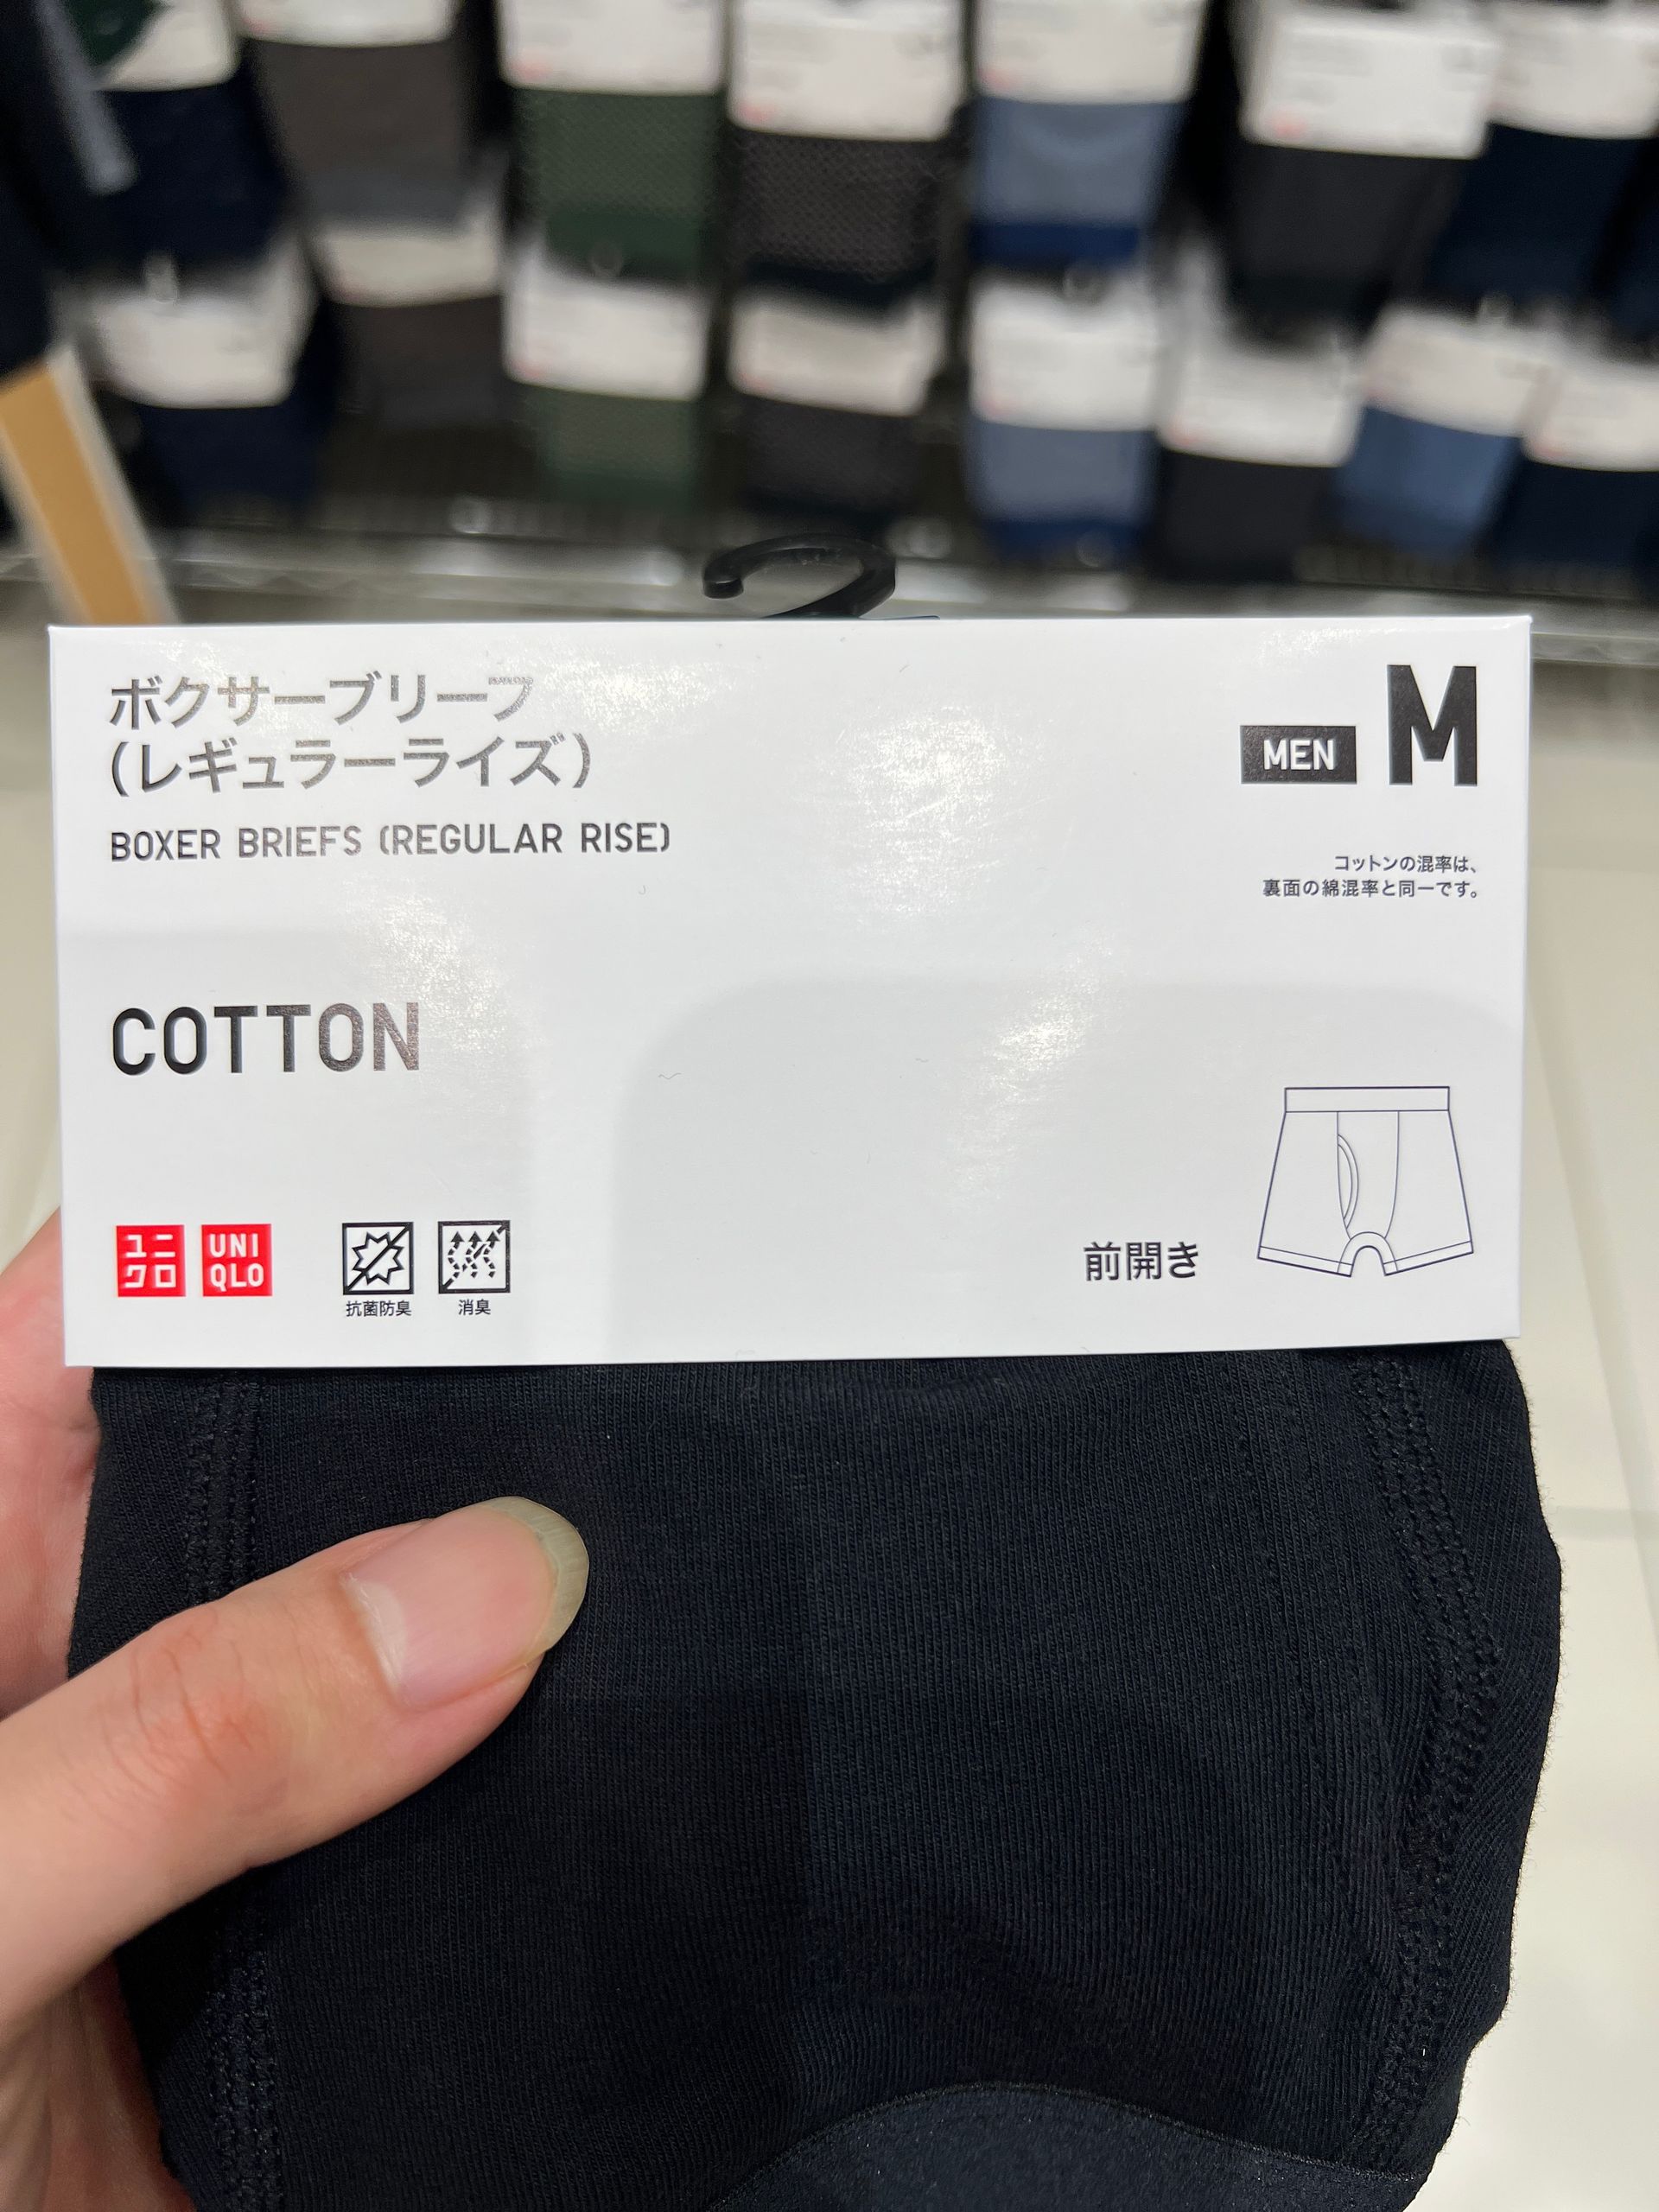 ボクサーブリーフ
(レギュラーライズ)
BOXER BRIEFS (REGULAR RISE)
MEN M
コットンの混率は、
裏面の綿混率と同一です。
COTTON
前開き
ユニ
クロ
UNI
QLO
抗菌防臭
消臭